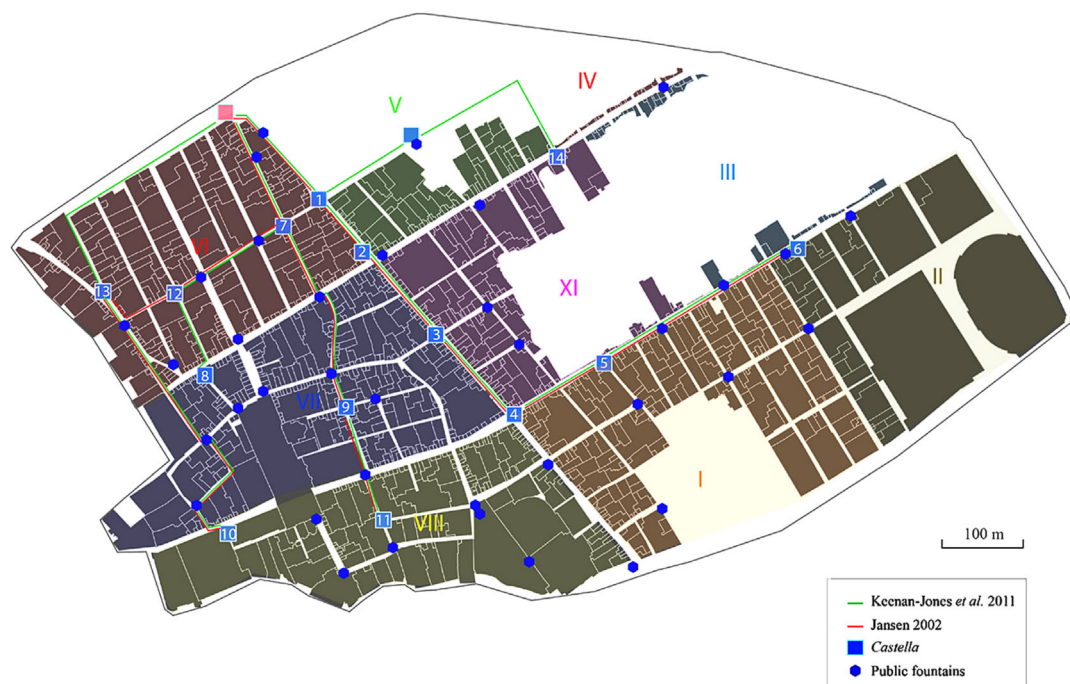 IV
V
14
III
1
7
VI
2
6
II
13
12
XI
3
5
8
VII
9
4
I
10
11
VIII
100 m
Keenan-Jones et al. 2011
Jansen 2002
Castella
Public fountains